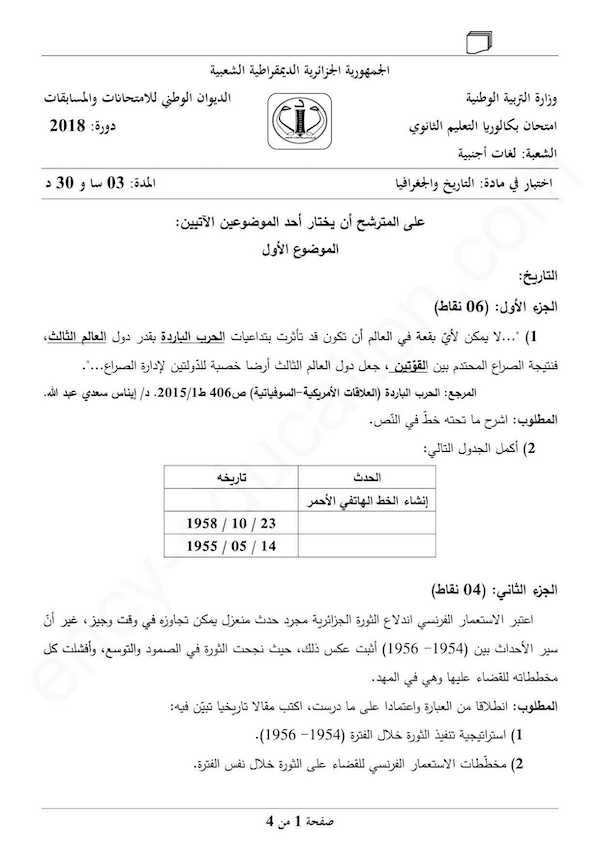 الجمهورية الجزائرية الديمقراطية الشعبية
وزارة التربية الوطنية
الديوان الوطني للامتحانات والمسابقات
امتحان بكالوريا التعليم الثانوي
دورة: 2018
الشعبة: لغات أجنبية
اختبار في مادة: التاريخ والجغرافيا
المدة: 03 سا و 30 د
على المترشح أن يختار أحد الموضوعين الآتيين:
الموضوع الأول
التاريخ:
الجزء الأول: (06 نقاط)
1) "...لا يمكن لأيّ بقعة في العالم أن تكون قد تأثرت بتداعيات الحرب الباردة بقدر دول العالم الثالث،
فنتيجة الصراع المحتدم بين القوّتين ، جعل دول العالم الثالث أرضا خصبة للدّولتين لإدارة الصراع...".
المرجع: الحرب الباردة (العلاقات الأمريكية-السوفياتية) ص406 ط2015/1. د/ إيناس سعدي عبد الله.
المطلوب: اشرح ما تحته خطّ في النّص.
2) أكمل الجدول التالي:
الحدث تاريخه
إنشاء الخط الهاتفي الأحمر
23 / 10 / 1958
14 / 05 / 1955
الجزء الثاني: (04 نقاط)
اعتبر الاستعمار الفرنسي اندلاع الثورة الجزائرية مجرد حدث منعزل يمكن تجاوزه في وقت وجيز، غير أنّ
سير الأحداث بين (1954- 1956) أثبت عكس ذلك، حيث نجحت الثورة في الصمود والتوسع، وأفشلت كل
مخططاته للقضاء عليها وهي في المهد.
المطلوب: انطلاقا من العبارة واعتمادا على ما درست، اكتب مقالا تاريخيا تبيّن فيه:
1) استراتيجية تنفيذ الثورة خلال الفترة (1954- 1956).
2) مخطّطات الاستعمار الفرنسي للقضاء على الثورة خلال نفس الفترة.
صفحة 1 من 4
ency-education.com